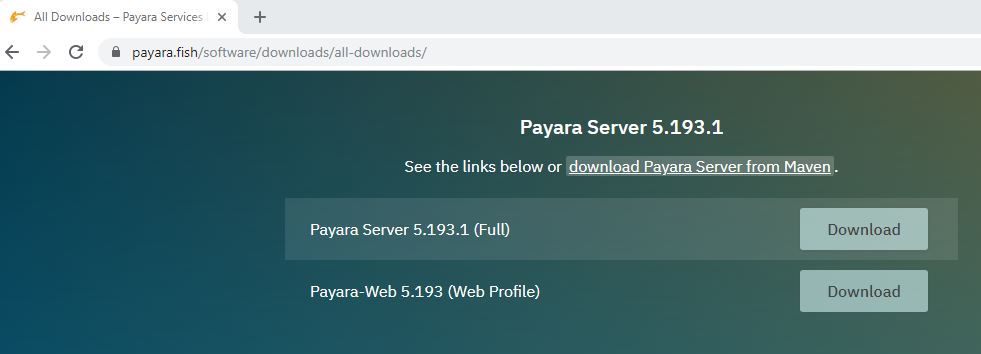 All Downloads – Payara Services
payara.fish/software/downloads/all-downloads/
Payara Server 5.193.1
See the links below or download Payara Server from Maven.
Payara Server 5.193.1 (Full) Download
Payara-Web 5.193 (Web Profile) Download